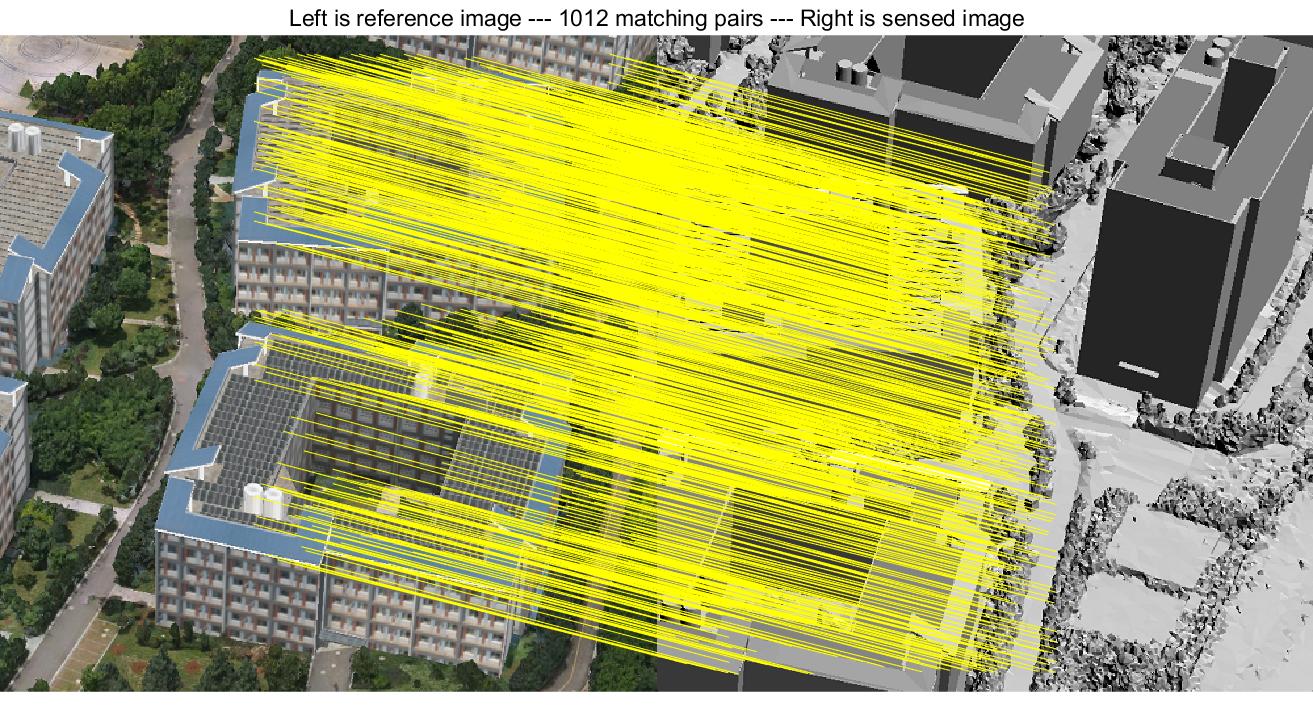 Left is reference image --- 1012 matching pairs --- Right is sensed image